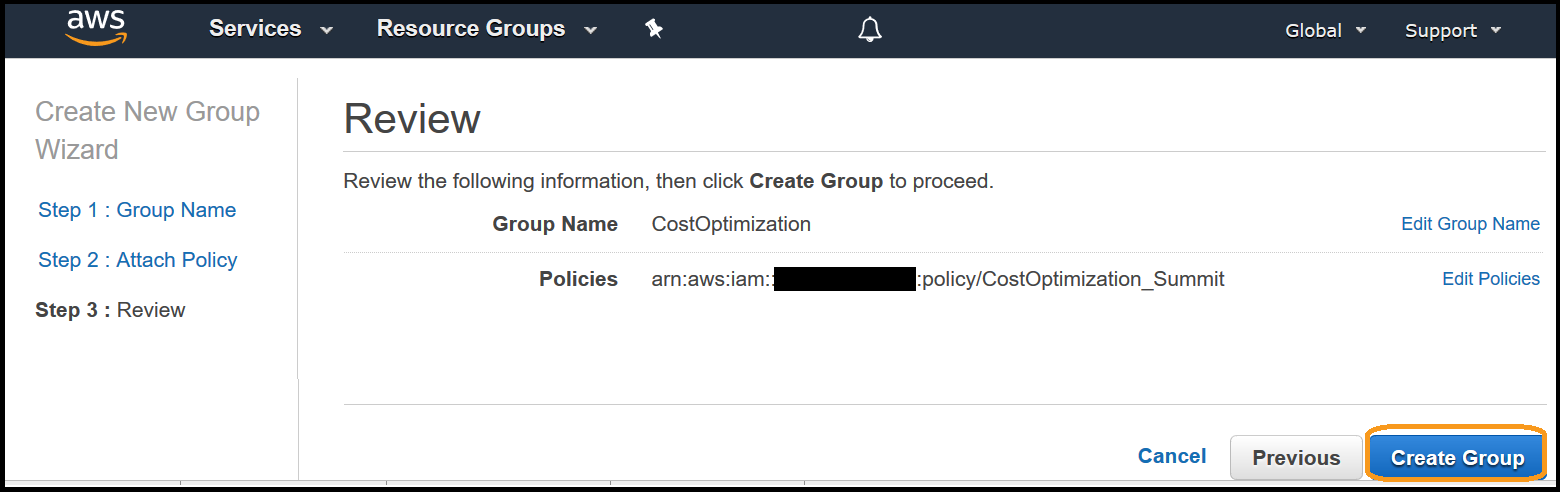 aws Services Resource Groups Global Support
Create New Group
Wizard
Step 1 : Group Name
Step 2 : Attach Policy
Step 3 : Review
Review
Review the following information, then click Create Group to proceed.
Group Name CostOptimization Edit Group Name
Policies arn:aws:iam:: :policy/CostOptimization_Summit Edit Policies
Cancel Previous Create Group